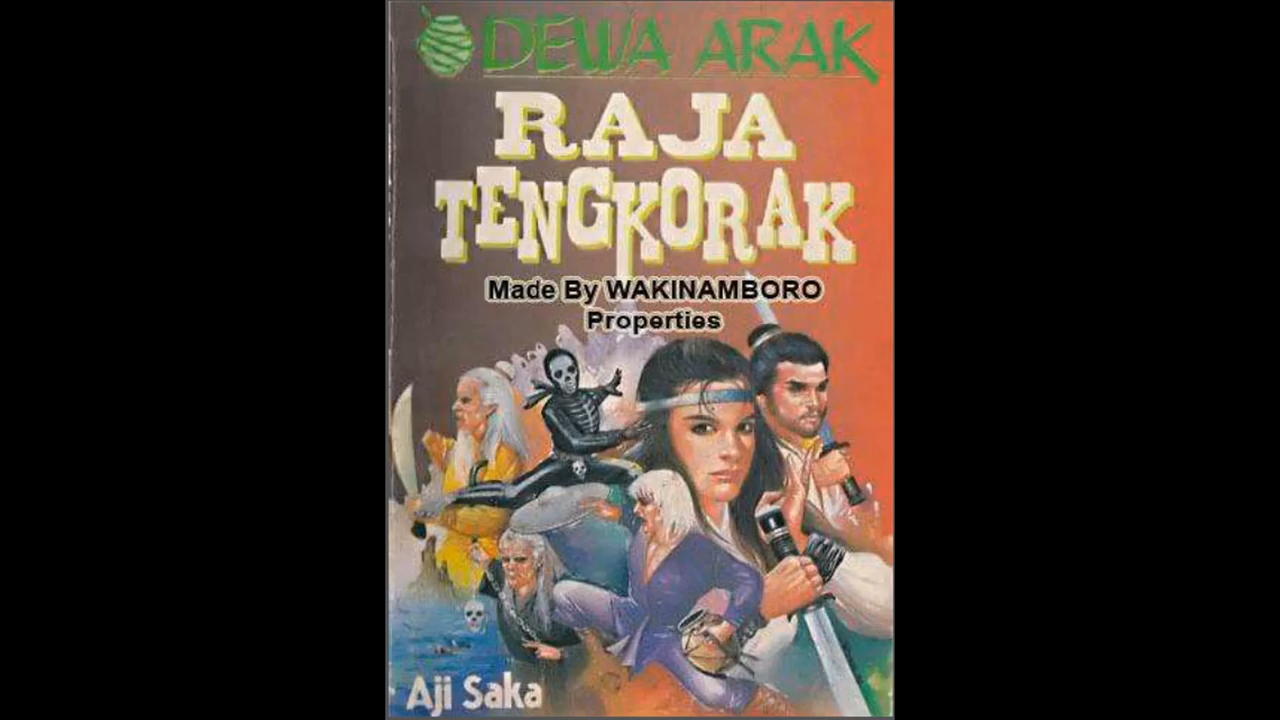 DEWA ARAK
RAJA
TENGKORAK
Made By WAKINAMBORO
Properties
Aji Saka